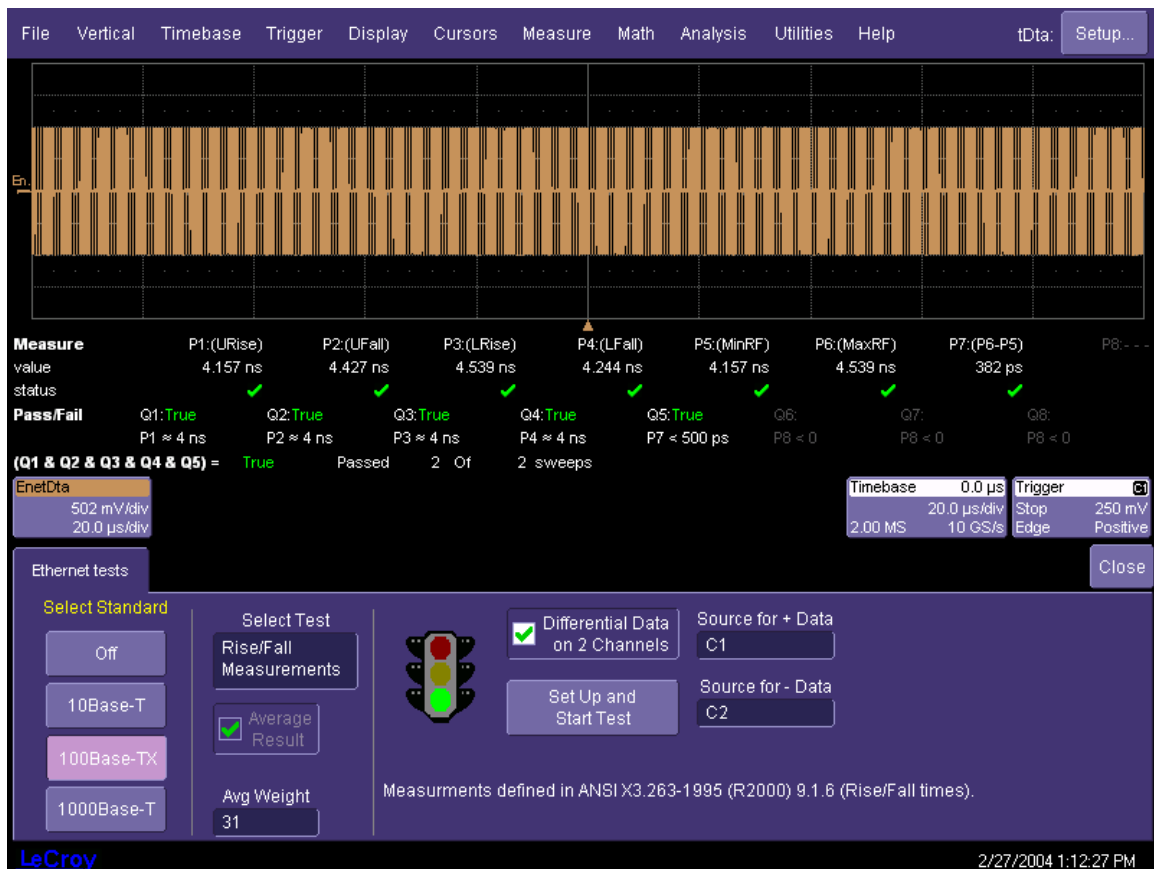 File Vertical Timebase Trigger Display Cursors Measure Math Analysis Utilities Help tDta: Setup...
En.
Measure P1:(URise) P2:(UFall) P3:(LRise) P4:(LFall) P5:(MinRF) P6:(MaxRF) P7:(P6-P5) P8:- - -
value 4.157 ns 4.427 ns 4.539 ns 4.244 ns 4.157 ns 4.539 ns 382 ps
status
Pass/Fail Q1:True Q2:True Q3:True Q4:True Q5:True Q6: Q7: Q8:
P1 ≈ 4 ns P2 ≈ 4 ns P3 ≈ 4 ns P4 ≈ 4 ns P7 < 500 ps P8 < 0 P8 < 0 P8 < 0
(Q1 & Q2 & Q3 & Q4 & Q5) = True Passed 2 Of 2 sweeps
EnetDta
502 mV/div
20.0 µs/div
Timebase 0.0 µs
20.0 µs/div
2.00 MS 10 GS/s
Trigger C1
Stop 250 mV
Edge Positive
Ethernet tests
Close
Select Standard
Off
10Base-T
100Base-TX
1000Base-T
Select Test
Rise/Fall
Measurements
Average
Result
Avg Weight
31
Differential Data
on 2 Channels
Set Up and
Start Test
Source for + Data
C1
Source for - Data
C2
Measurments defined in ANSI X3.263-1995 (R2000) 9.1.6 (Rise/Fall times).
LeCroy
2/27/2004 1:12:27 PM